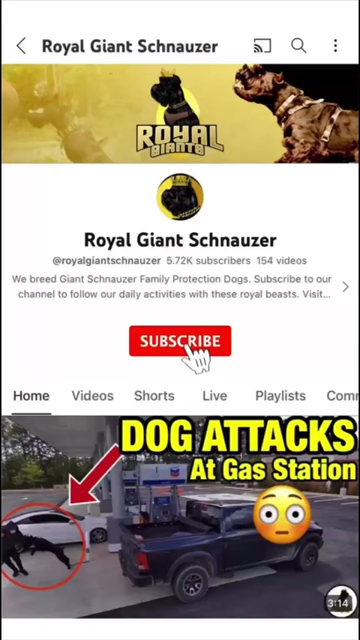 Royal Giant Schnauzer
ROYAL
GIANTS
Royal Giant Schnauzer
@royalgiantschnauzer 5.72K subscribers 154 videos
We breed Giant Schnauzer Family Protection Dogs. Subscribe to our
channel to follow our daily activities with these royal beasts. Visit...
SUBSCRIBE
Home Videos Shorts Live Playlists Comm
DOG ATTACKS
At Gas Station
3:14